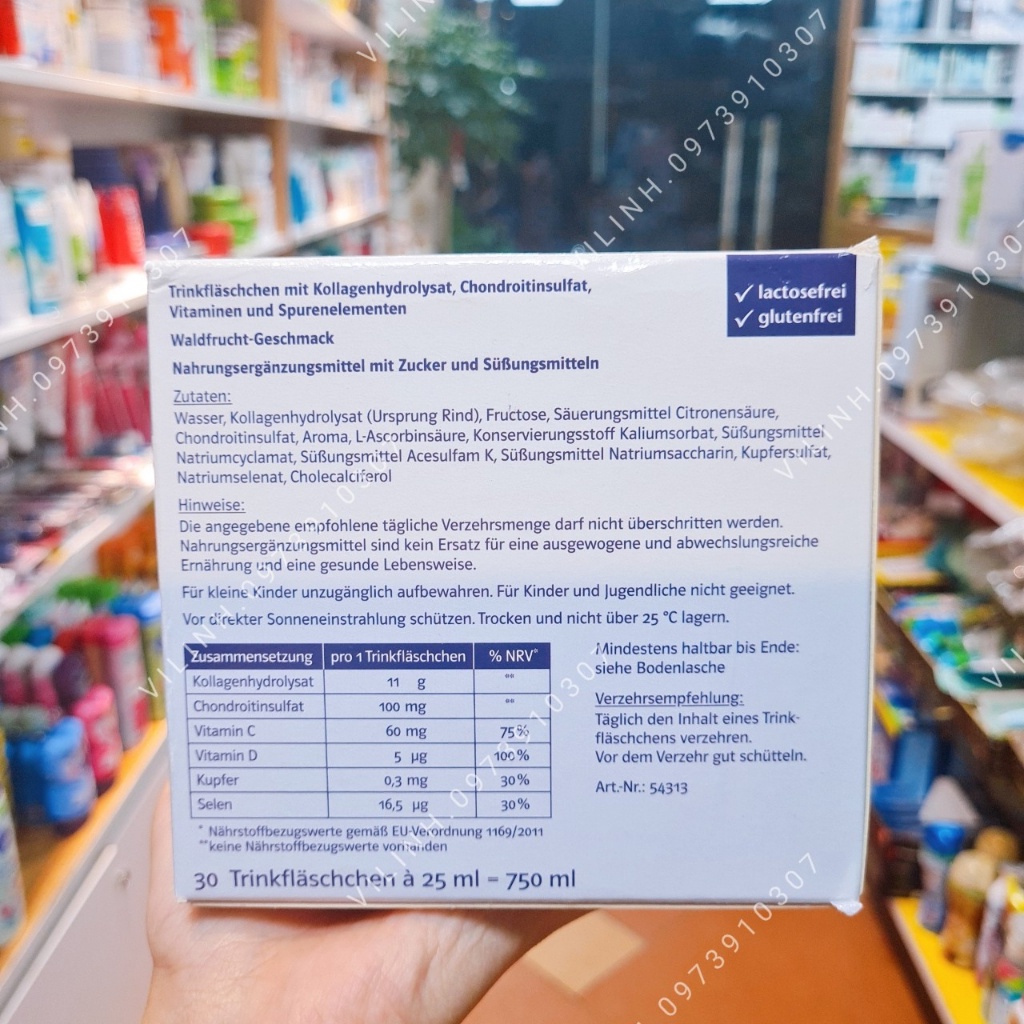 Trinkfläschchen mit Kollagenhydrolysat, Chondroitinsulfat,
Vitaminen und Spurenelementen
✓ lactosefrei
✓ glutenfrei
Waldfrucht-Geschmack
Nahrungsergänzungsmittel mit Zucker und Süßungsmitteln
Zutaten:
Wasser, Kollagenhydrolysat (Ursprung Rind), Fructose, Säuerungsmittel Citronensäure,
Chondroitinsulfat, Aroma, L-Ascorbinsäure, Konservierungsstoff Kaliumsorbat, Süßungsmittel
Natriumcyclamat, Süßungsmittel Acesulfam K, Süßungsmittel Natriumsaccharin, Kupfersulfat,
Natriumselenat, Cholecalciferol
Hinweise:
Die angegebene empfohlene tägliche Verzehrsmenge darf nicht überschritten werden.
Nahrungsergänzungsmittel sind kein Ersatz für eine ausgewogene und abwechslungsreiche
Ernährung und eine gesunde Lebensweise.
Für kleine Kinder unzugänglich aufbewahren. Für Kinder und Jugendliche nicht geeignet.
Vor direkter Sonneneinstrahlung schützen. Trocken und nicht über 25 °C lagern.
Zusammensetzung pro 1 Trinkfläschchen % NRV*
Kollagenhydrolysat 11 g **
Chondroitinsulfat 100 mg **
Vitamin C 60 mg 75%
Vitamin D 5 µg 100%
Kupfer 0,3 mg 30%
Selen 16,5 µg 30%
* Nährstoffbezugswerte gemäß EU-Verordnung 1169/2011
**keine Nährstoffbezugswerte vorhanden
Mindestens haltbar bis Ende:
siehe Bodenlasche
Verzehrsempfehlung:
Täglich den Inhalt eines Trink-
fläschchens verzehren.
Vor dem Verzehr gut schütteln.
Art.-Nr.: 54313
30 Trinkfläschchen à 25 ml = 750 ml
VILINH.0973910307